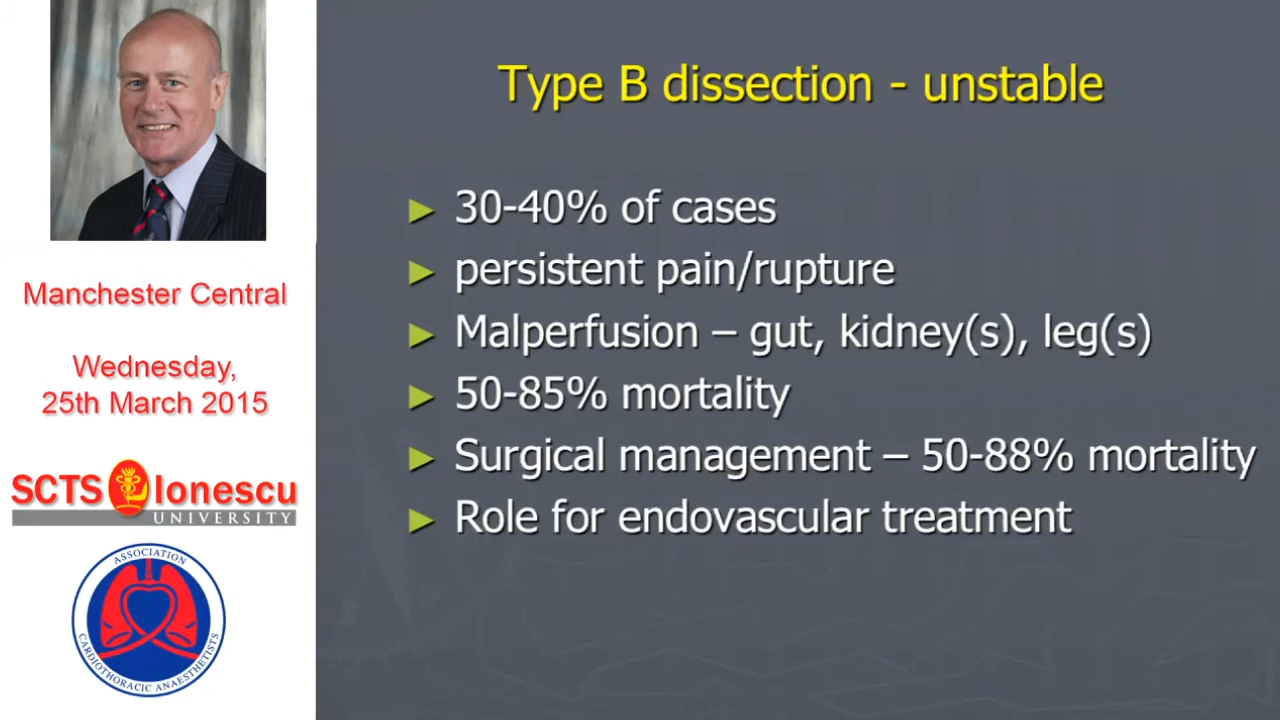 Manchester Central
Wednesday,
25th March 2015
SCTS Ionescu
UNIVERSITY
ASSOCIATION
CARDIOTHORACIC ANAESTHETISTS
Type B dissection - unstable
► 30-40% of cases
► persistent pain/rupture
► Malperfusion – gut, kidney(s), leg(s)
► 50-85% mortality
► Surgical management – 50-88% mortality
► Role for endovascular treatment